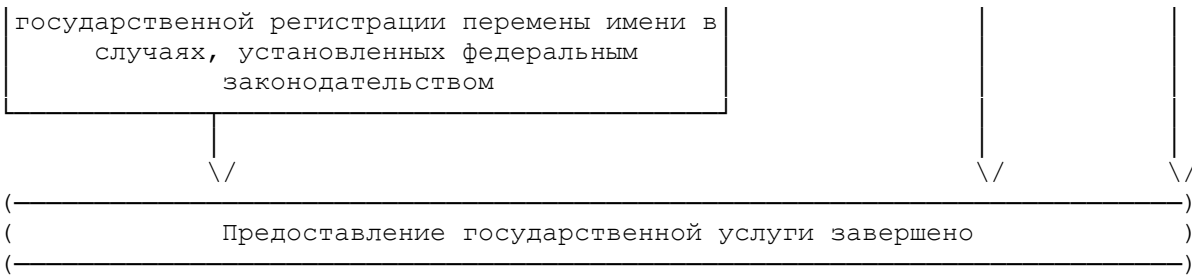 государственной регистрации перемены имени в
случаях, установленных федеральным
законодательством
Предоставление государственной услуги завершено